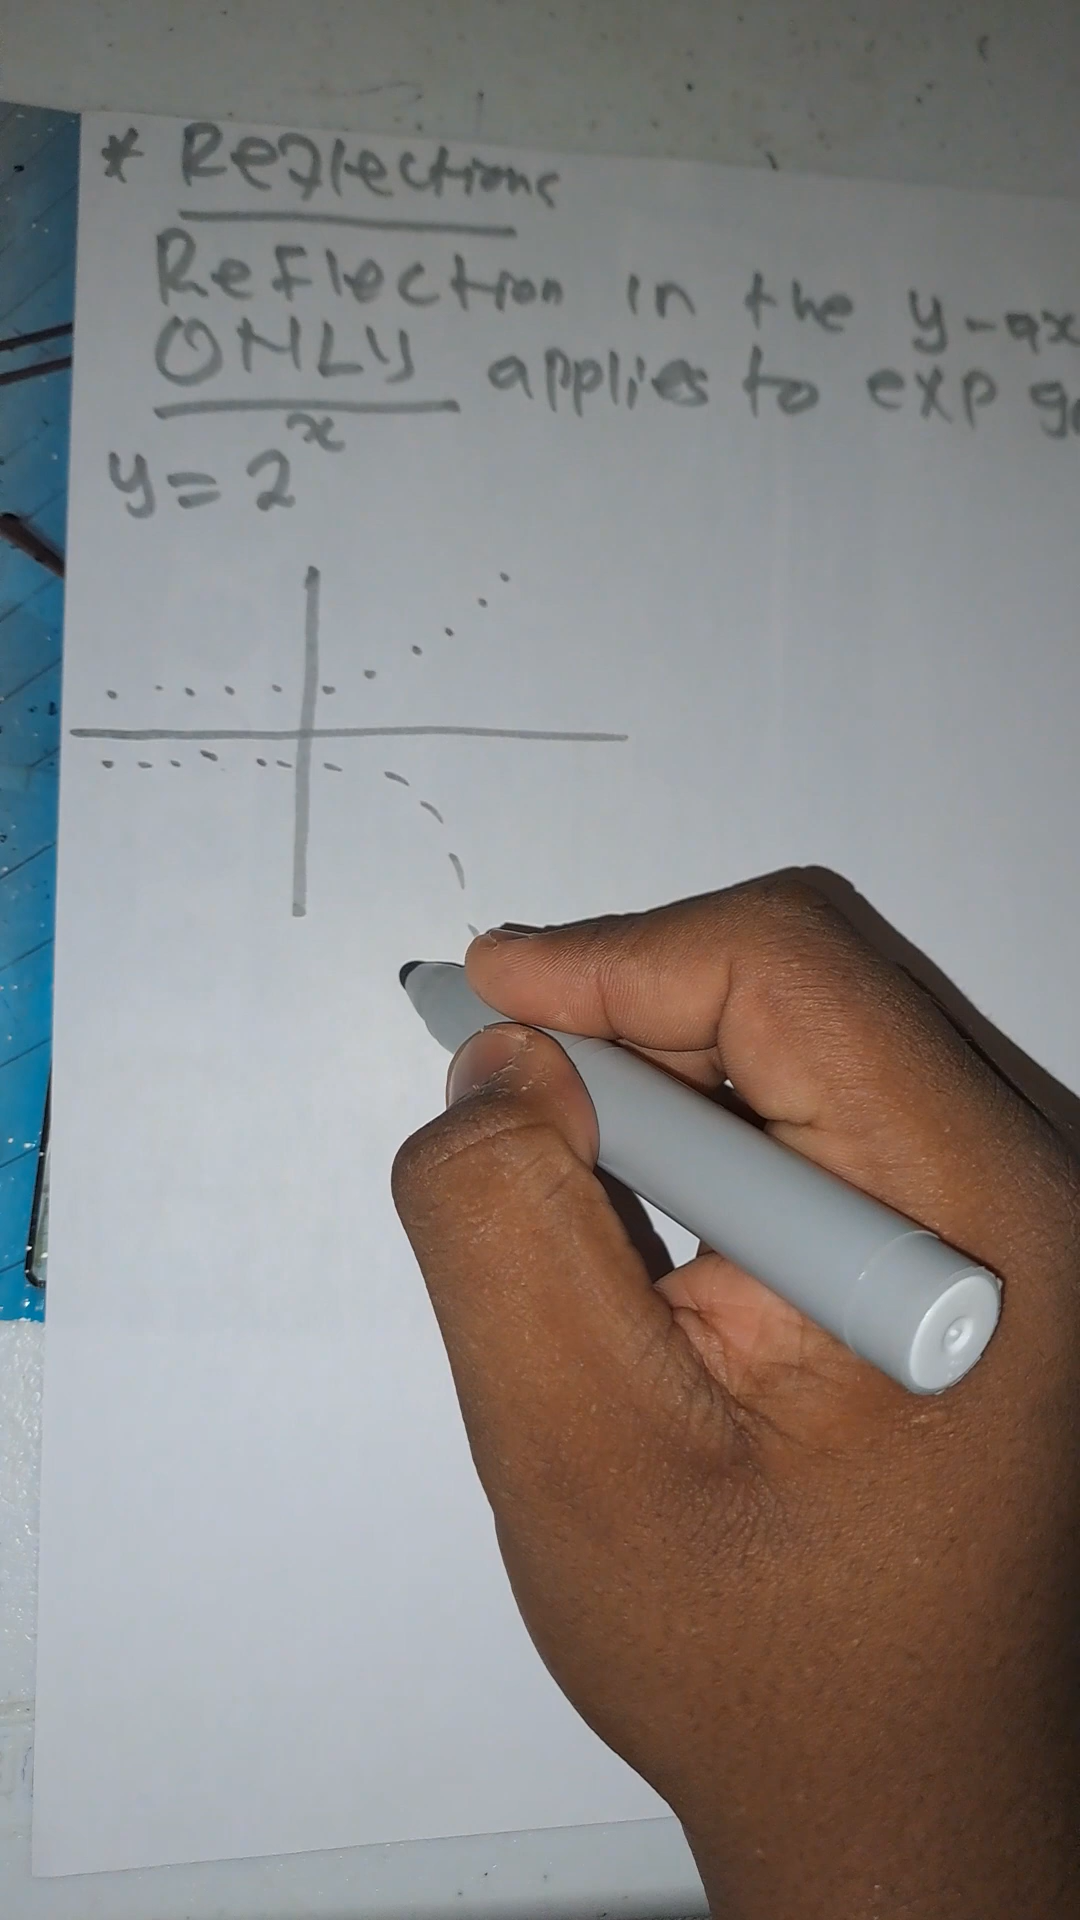 * Reflections
Reflection in the y-ax
ONLY applies to exp g
y = 2^x